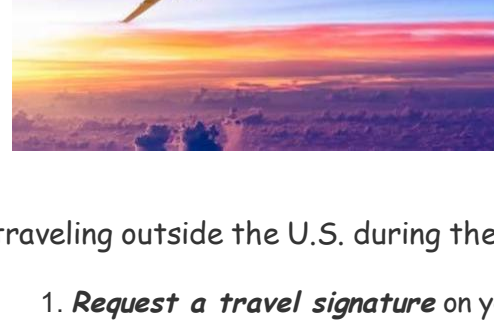 traveling outside the U.S. during the
1. Request a travel signature on y